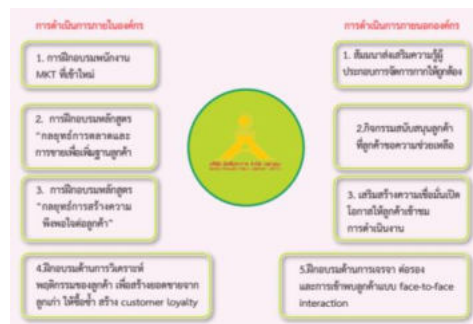 การดำเนินการภายในองค์กร
1. การฝึกอบรมพนักงาน
MKT ที่เข้าใหม่
2. การฝึกอบรมหลักสูตร
"กลยุทธ์การตลาดและ
การขายเพื่อเพิ่มฐานลูกค้า
3. การฝึกอบรมหลักสูตร
"กลยุทธ์การสร้างความ
พึงพอใจต่อลูกค้า"
4.ฝึกอบรมด้านการวิเคราะห์
พฤติกรรมของลูกค้า เพื่อสร้างยอดขายจาก
ลูกเก่า ให้ซื้อซ้ำ สร้าง customer loyalty
การดำเนินการภายนอกองค์กร
1. สัมมนาส่งเสริมความรู้ผู้
ประกอบการจัดการกากให้ถูกต้อง
2.กิจกรรมสนับสนุนลูกค้า
ที่ลูกค้าขอความช่วยเหลือ
3. เสริมสร้างความเชื่อมั่นเปิด
โอกาสให้ลูกค้าเข้าชม
การดำเนินงาน
5.ฝึกอบรมด้านการเจรจา ต่อรอง
และการเข้าพบลูกค้าแบบ face-to-face
interaction